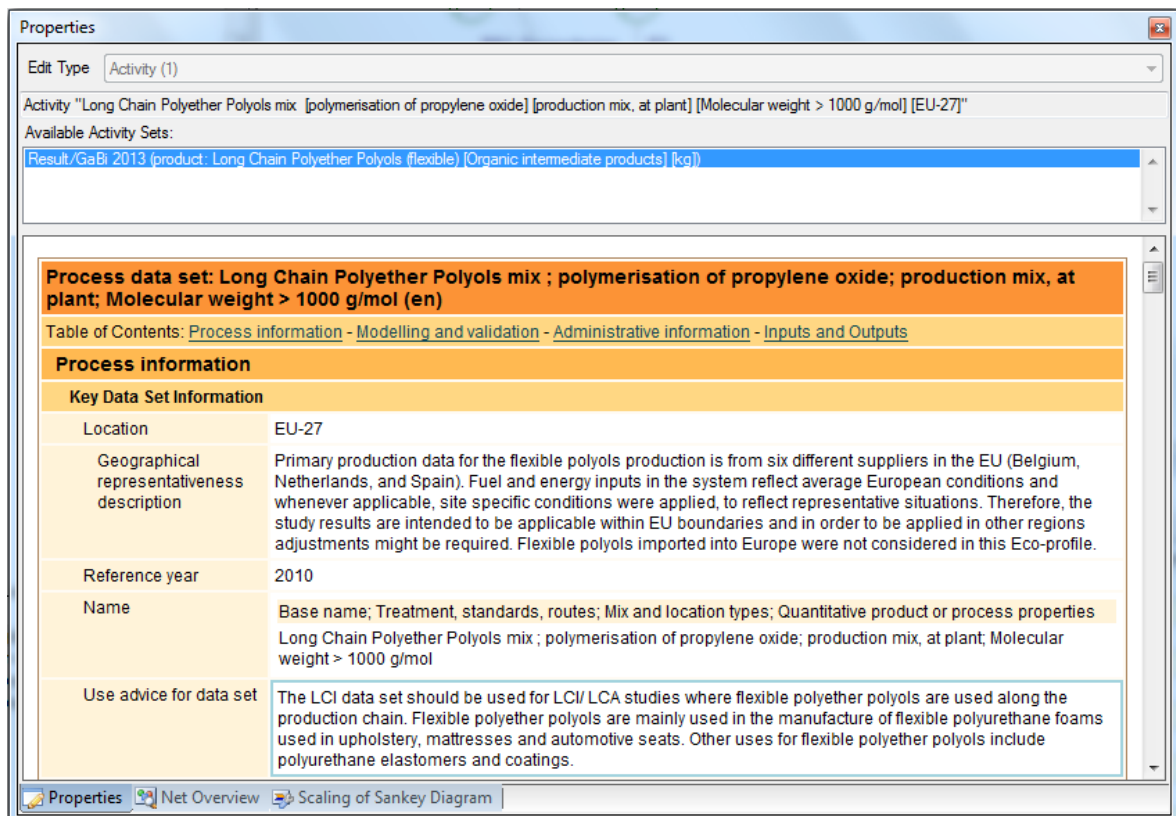 Properties
Edit Type Activity (1)
Activity "Long Chain Polyether Polyols mix [polymerisation of propylene oxide] [production mix, at plant] [Molecular weight > 1000 g/mol] [EU-27]"
Available Activity Sets:
Result/GaBi 2013 (product: Long Chain Polyether Polyols (flexible) [Organic intermediate products] [kg])
Process data set: Long Chain Polyether Polyols mix ; polymerisation of propylene oxide; production mix, at
plant; Molecular weight > 1000 g/mol (en)
Table of Contents: Process information - Modelling and validation - Administrative information - Inputs and Outputs
Process information
Key Data Set Information
Location EU-27
Geographical
representativeness
description
Primary production data for the flexible polyols production is from six different suppliers in the EU (Belgium,
Netherlands, and Spain). Fuel and energy inputs in the system reflect average European conditions and
whenever applicable, site specific conditions were applied, to reflect representative situations. Therefore, the
study results are intended to be applicable within EU boundaries and in order to be applied in other regions
adjustments might be required. Flexible polyols imported into Europe were not considered in this Eco-profile.
Reference year 2010
Name
Base name; Treatment, standards, routes; Mix and location types; Quantitative product or process properties
Long Chain Polyether Polyols mix ; polymerisation of propylene oxide; production mix, at plant; Molecular
weight > 1000 g/mol
Use advice for data set
The LCI data set should be used for LCI/ LCA studies where flexible polyether polyols are used along the
production chain. Flexible polyether polyols are mainly used in the manufacture of flexible polyurethane foams
used in upholstery, mattresses and automotive seats. Other uses for flexible polyether polyols include
polyurethane elastomers and coatings.
Properties Net Overview Scaling of Sankey Diagram